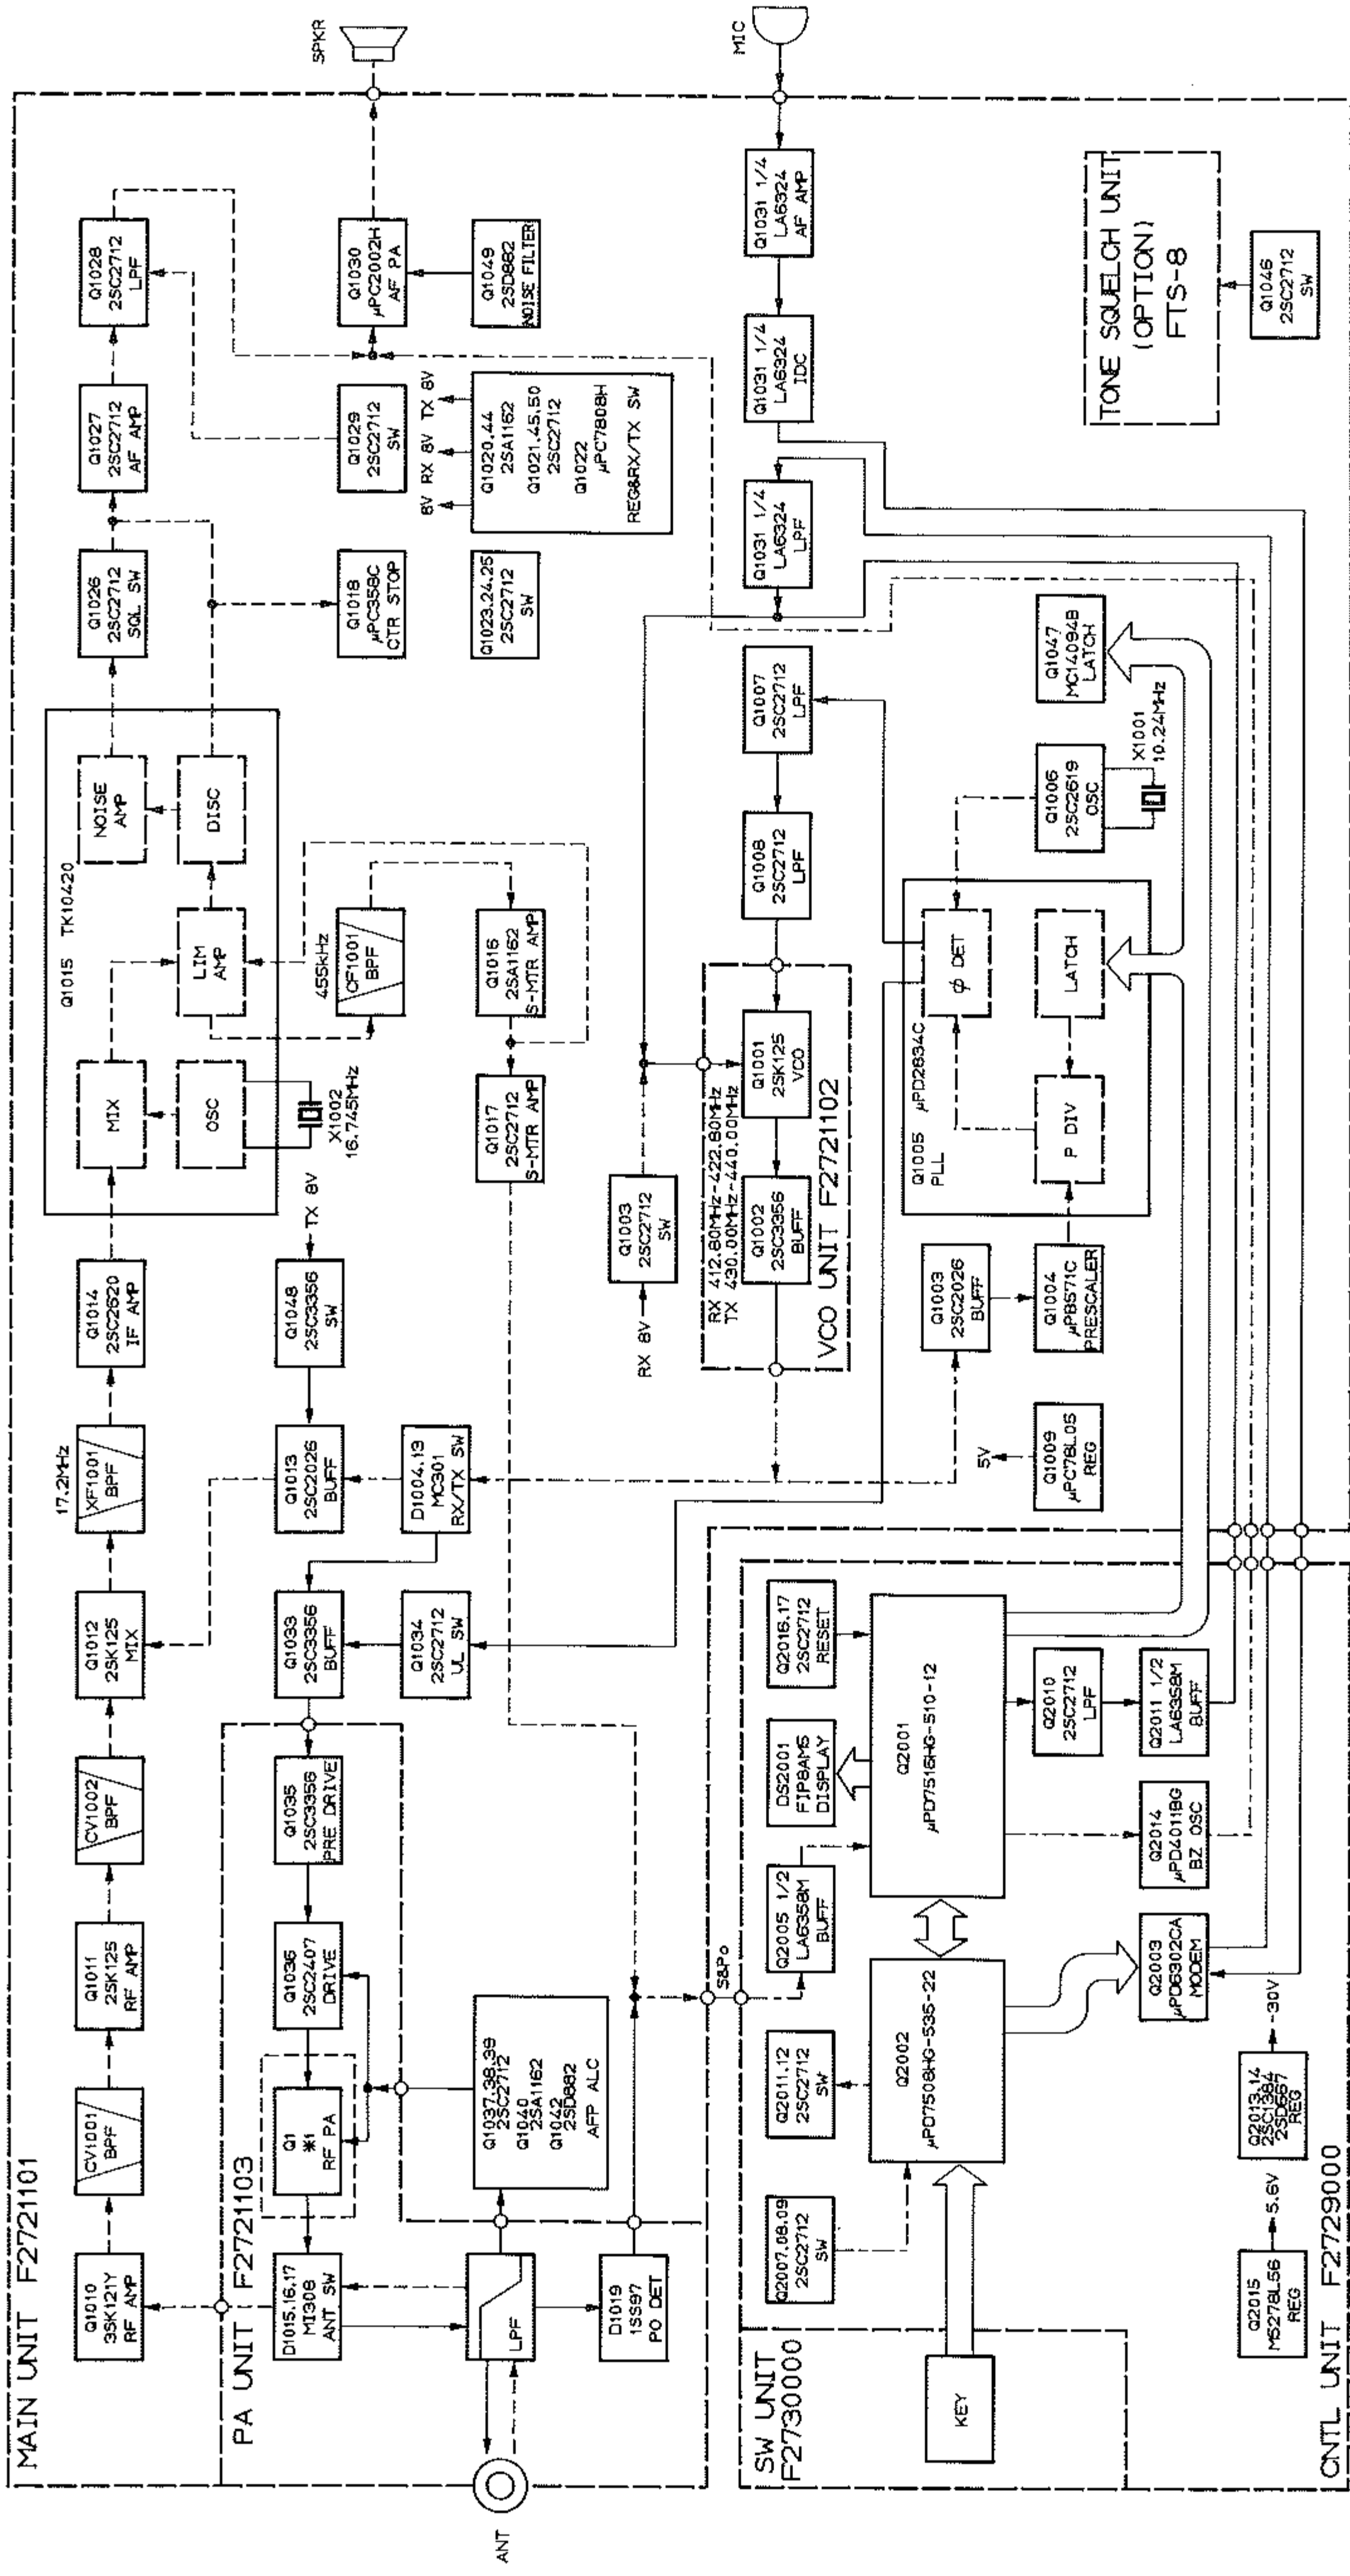 MAIN UNIT F2721101
Q1010
3SK121Y
RF AMP
CV1001
BPF
Q1011
2SK125
RF AMP
CV1002
BPF
Q1012
2SK125
MIX
17.2MHz
XF1001
BPF
Q1014
2SC2620
IF AMP
Q1015 TK10420
MIX
OSC
LIM
AMP
NOISE
AMP
DISC
X1002
16.745MHz
455kHz
CF1001
BPF
Q1016
2SA1162
S-MTR AMP
Q1017
2SC2712
S-MTR AMP
Q1026
2SC2712
SQL SW
Q1027
2SC2712
AF AMP
Q1028
2SC2712
LPF
Q1018
µPC358C
CTR STOP
Q1029
2SC2712
SW
Q1030
µPC2002H
AF PA
SPKR
Q1023.24.25
2SC2712
SW
8V RX 8V TX 8V
Q1020.44
2SA1162
Q1021.45.50
2SC2712
Q1022
µPC7808H
REG&RX/TX SW
Q1049
2SD882
NOISE FILTER
PA UNIT F2721103
D1015.16.17
MI308
ANT SW
Q1
*1
RF PA
Q1036
2SC2407
DRIVE
Q1035
2SC3356
PRE DRIVE
Q1033
2SC3356
BUFF
Q1013
2SC2026
BUFF
Q1048
2SC3356
SW
TX 8V
Q1034
2SC2712
UL SW
D1004.13
MC301
RX/TX SW
ANT
LPF
Q1037.38.39
2SC2712
Q1040
2SA1162
Q1042
2SD882
AFP ALC
D1019
1SS97
PO DET
S&Po
RX 8V
Q1003
2SC2712
SW
RX 412.80MHz-422.80MHz
TX 430.00MHz-440.00MHz
Q1002
2SC3356
BUFF
Q1001
2SK125
VCO
VCO UNIT F2721102
Q1008
2SC2712
LPF
Q1007
2SC2712
LPF
Q1031 1/4
LA6324
LPF
Q1031 1/4
LA6324
IDC
Q1031 1/4
LA6324
AF AMP
MIC
5V
Q1009
µPC78L05
REG
Q1003
2SC2026
BUFF
Q1004
µPB571C
PRESCALER
Q1005 µPD2834C
PLL
P DIV
φ DET
LATCH
Q1006
2SC2619
OSC
X1001
10.24MHz
Q1047
MC14094B
LATCH
TONE SQUELCH UNIT
(OPTION)
FTS-8
Q1046
2SC2712
SW
SW UNIT
F2730000
KEY
Q2007.08.09
2SC2712
SW
Q2011.12
2SC2712
SW
Q2005 1/2
LA6358M
BUFF
DS2001
FIP8AM5
DISPLAY
Q2016.17
2SC2712
RESET
Q2002
µPD7508HG-535-22
Q2001
µPD7516HG-510-12
Q2003
µPD6302CA
MODEM
Q2014
µPD4011BG
BZ OSC
Q2010
2SC2712
LPF
Q2011 1/2
LA6358M
BUFF
Q2015
M5278L56
REG
5.6V
Q2013.14
2SC1384
2SD667
REG
-30V
CNTL UNIT F2729000